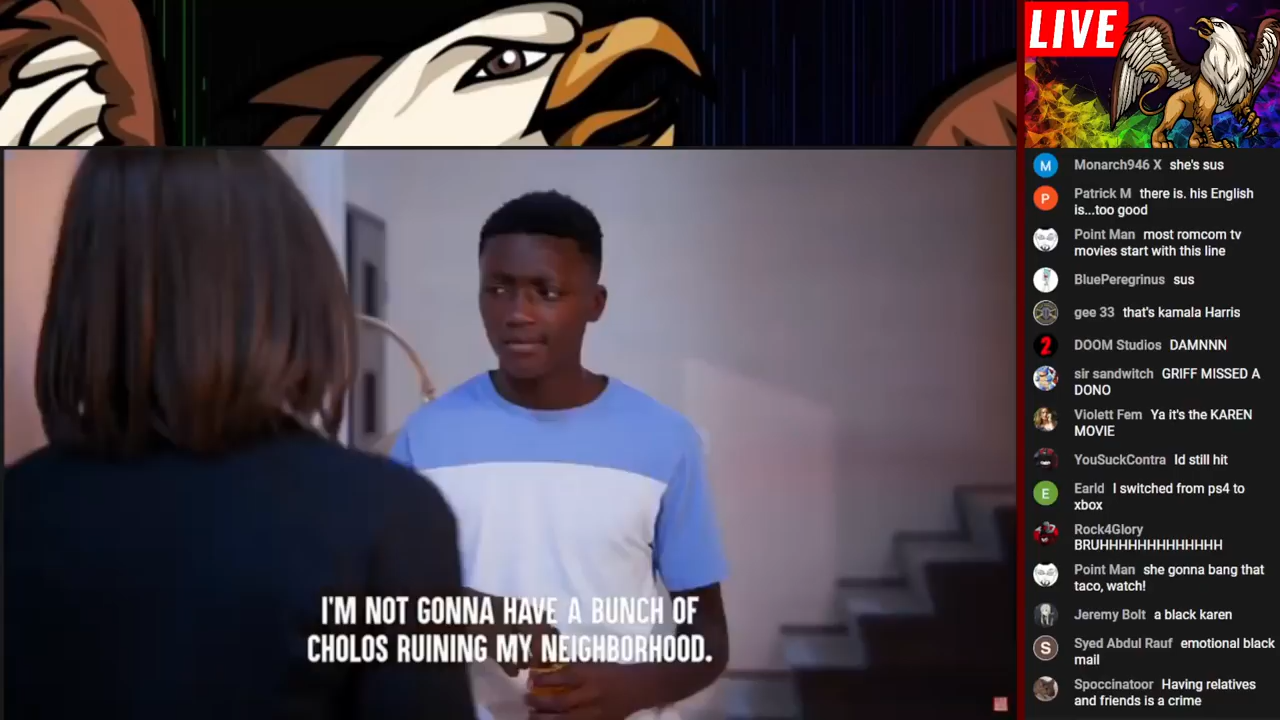 LIVE
M
Monarch946 X she's sus
P
Patrick M there is. his English
is...too good
Point Man most romcom tv
movies start with this line
BluePeregrinus sus
gee 33 that's kamala Harris
2
DOOM Studios DAMNNN
sir sandwitch GRIFF MISSED A
DONO
Violett Fem Ya it's the KAREN
MOVIE
YouSuckContra Id still hit
E
Earld I switched from ps4 to
xbox
Rock4Glory
BRUHHHHHHHHHHHHH
Point Man she gonna bang that
taco, watch!
Jeremy Bolt a black karen
S
Syed Abdul Rauf emotional black
mail
Spoccinatoor Having relatives
and friends is a crime
I'M NOT GONNA HAVE A BUNCH OF
CHOLOS RUINING MY NEIGHBORHOOD.